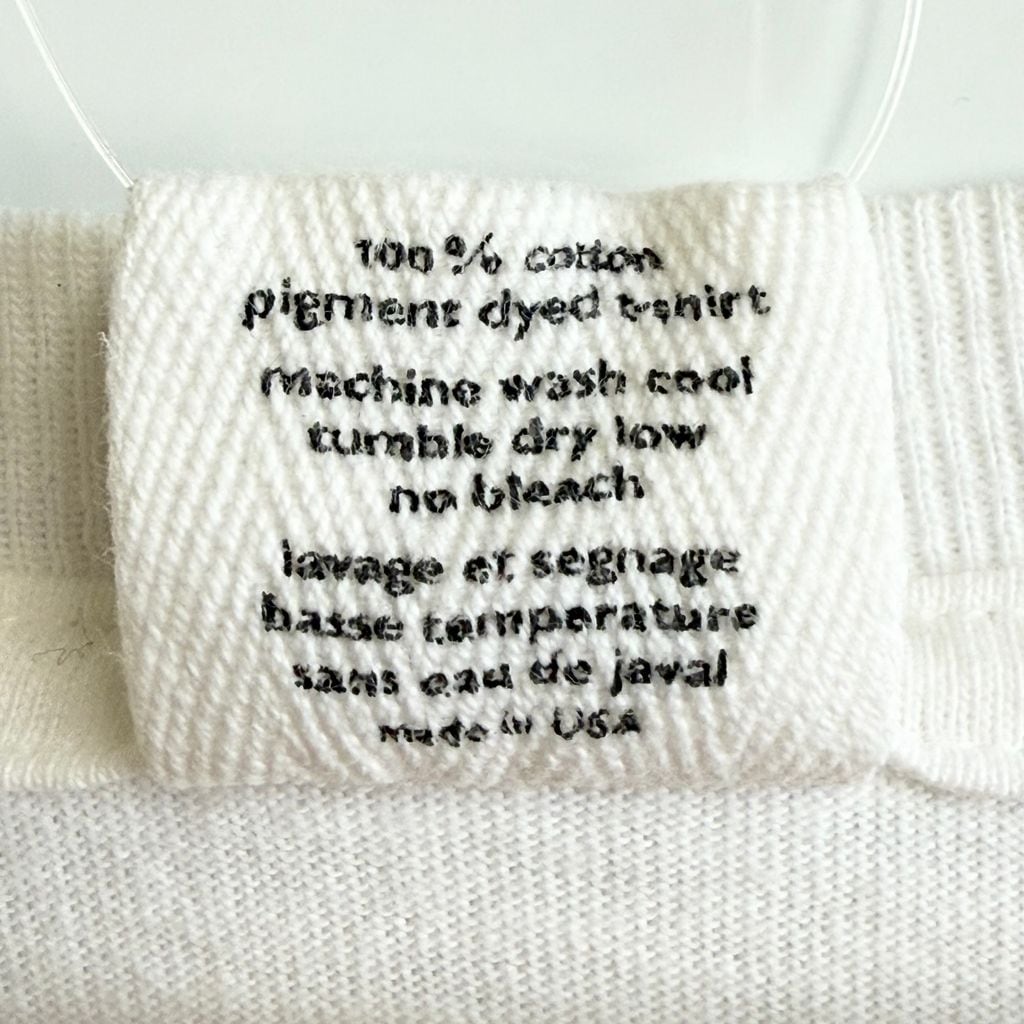 100% cotton
pigment dyed t-shirt
machine wash cool
tumble dry low
no bleach
lavage et segnage
basse temperature
sans eau de javal
made in USA